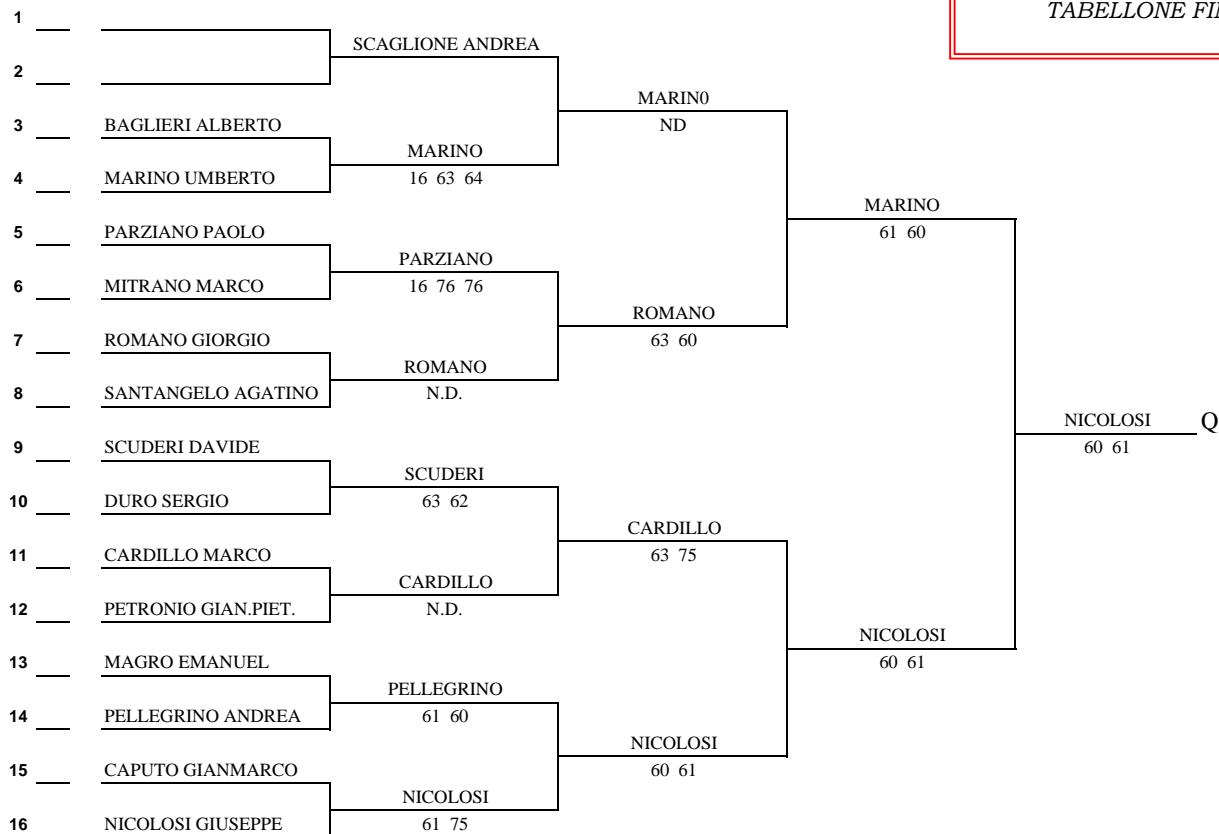 TABELLONE FI
1
SCAGLIONE ANDREA
2
MARIN0
3 BAGLIERI ALBERTO
ND
MARINO
4 MARINO UMBERTO
16 63 64
MARINO
5 PARZIANO PAOLO
61 60
PARZIANO
6 MITRANO MARCO
16 76 76
ROMANO
7 ROMANO GIORGIO
63 60
ROMANO
8 SANTANGELO AGATINO
N.D.
NICOLOSI Q
9 SCUDERI DAVIDE
60 61
SCUDERI
10 DURO SERGIO
63 62
CARDILLO
11 CARDILLO MARCO
63 75
CARDILLO
12 PETRONIO GIAN.PIET.
N.D.
NICOLOSI
13 MAGRO EMANUEL
60 61
PELLEGRINO
14 PELLEGRINO ANDREA
61 60
NICOLOSI
15 CAPUTO GIANMARCO
60 61
NICOLOSI
16 NICOLOSI GIUSEPPE
61 75